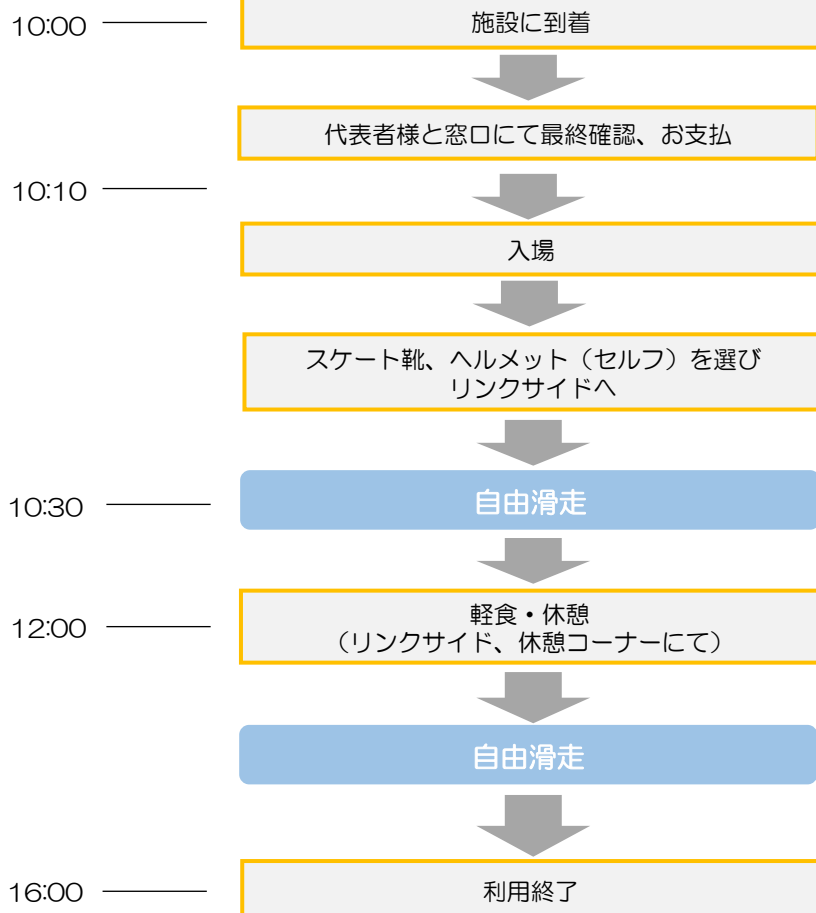 10:00
施設に到着
代表者様と窓口にて最終確認、お支払
10:10
入場
スケート靴、ヘルメット（セルフ）を選び
リンクサイドへ
10:30
自由滑走
12:00
軽食・休憩
（リンクサイド、休憩コーナーにて）
自由滑走
16:00
利用終了